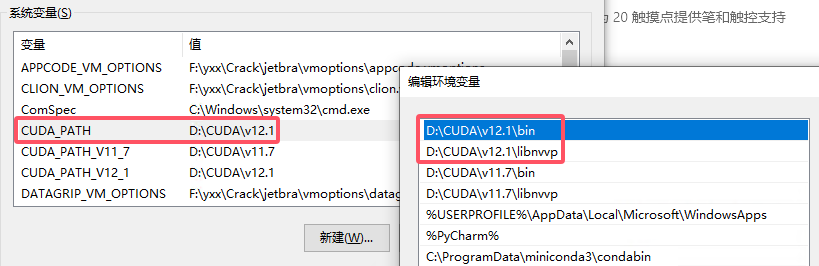 系统变量(S)
变量 值
APPCODE_VM_OPTIONS F:\yxx\Crack\jetbra\vmoptions\appcode.vmoptions
CLION_VM_OPTIONS F:\yxx\Crack\jetbra\vmoptions\clion.
ComSpec C:\Windows\system32\cmd.exe
CUDA_PATH D:\CUDA\v12.1
CUDA_PATH_V11_7 D:\CUDA\v11.7
CUDA_PATH_V12_1 D:\CUDA\v12.1
DATAGRIP_VM_OPTIONS F:\yxx\Crack\jetbra\vmoptions\datag
新建(W)...
20 触摸点提供笔和触控支持
编辑环境变量
D:\CUDA\v12.1\bin
D:\CUDA\v12.1\libnvvp
D:\CUDA\v11.7\bin
D:\CUDA\v11.7\libnvvp
%USERPROFILE%\AppData\Local\Microsoft\WindowsApps
%PyCharm%
C:\ProgramData\miniconda3\condabin